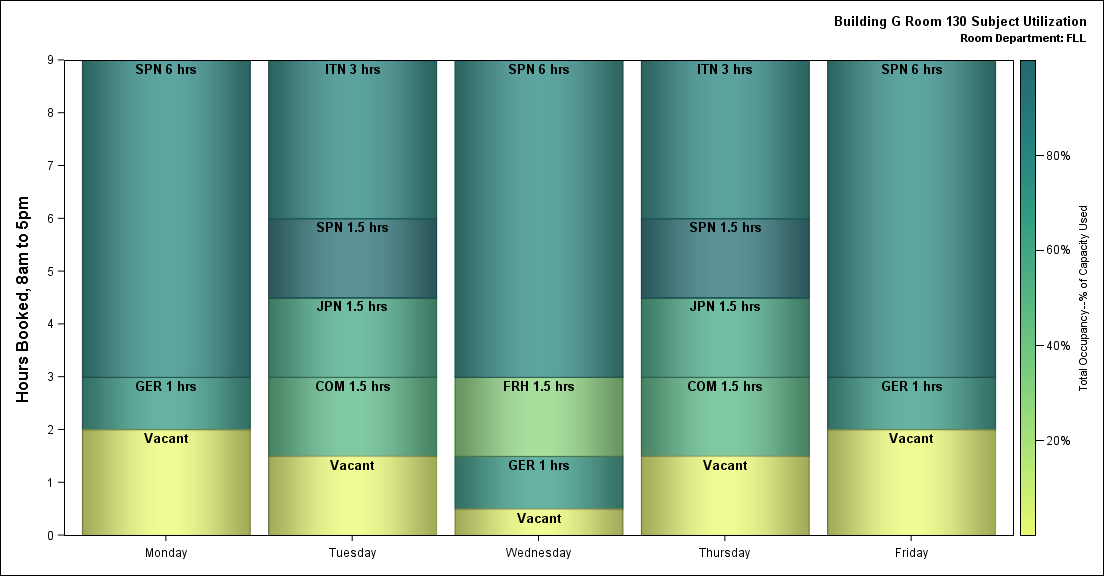 Building G Room 130 Subject Utilization
Room Department: FLL
Hours Booked, 8am to 5pm
9
8
7
6
5
4
3
2
1
0
SPN 6 hrs
GER 1 hrs
Vacant
ITN 3 hrs
SPN 1.5 hrs
JPN 1.5 hrs
COM 1.5 hrs
Vacant
SPN 6 hrs
FRH 1.5 hrs
GER 1 hrs
Vacant
ITN 3 hrs
SPN 1.5 hrs
JPN 1.5 hrs
COM 1.5 hrs
Vacant
SPN 6 hrs
GER 1 hrs
Vacant
Monday
Tuesday
Wednesday
Thursday
Friday
80%
60%
40%
20%
Total Occupancy--% of Capacity Used